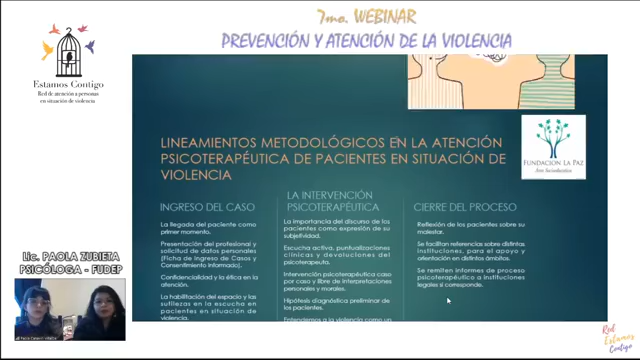 7mo. WEBINAR
PREVENCIÓN Y ATENCIÓN DE LA VIOLENCIA
Estamos Contigo
Red de atención a personas
en situación de violencia
LINEAMIENTOS METODOLÓGICOS EN LA ATENCIÓN
PSICOTERAPÉUTICA DE PACIENTES EN SITUACIÓN DE
VIOLENCIA
FUNDACION LA PAZ
Arte Socioeducativo
INGRESO DEL CASO
La llegada del paciente como
primer momento.
Presentación del profesional y
solicitud de datos personales
(Ficha de Ingreso de Casos y
Consentimiento Informado).
Confidencialidad y la ética en la
atención.
La habilitación del espacio y las
sutilezas en la escucha en
pacientes en situación de
violencia.
LA INTERVENCIÓN
PSICOTERAPÉUTICA
La importancia del discurso de los
pacientes como expresión de su
subjetividad.
Escucha activa, puntualizaciones
clínicas y devoluciones del
psicoterapeuta.
Intervención psicoterapéutica caso
por caso y libre de interpretaciones
personales y morales.
Hipótesis diagnóstica preliminar de
los pacientes.
Entendemos a la violencia como un
CIERRE DEL PROCESO
Reflexión de los pacientes sobre su
malestar.
Se facilitan referencias sobre distintas
instituciones, para el apoyo y
orientación en distintos ámbitos.
Se remiten informes de proceso
psicoterapéutico a instituciones
legales si corresponde.
Lic. PAOLA ZUBIETA
PSICÓLOGA - FUDEP
Red
Estamos
Contigo